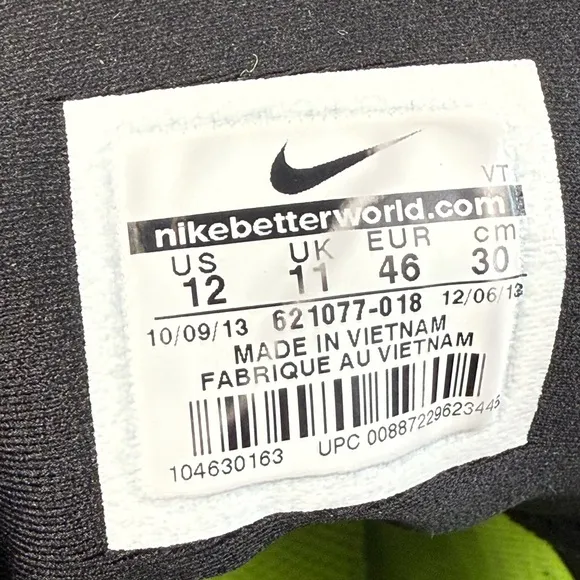 VT
nikebetterworld.com
US UK EUR cm
12 11 46 30
10/09/13 621077-018 12/06/13
MADE IN VIETNAM
FABRIQUE AU VIETNAM
104630163 UPC 00887229623445